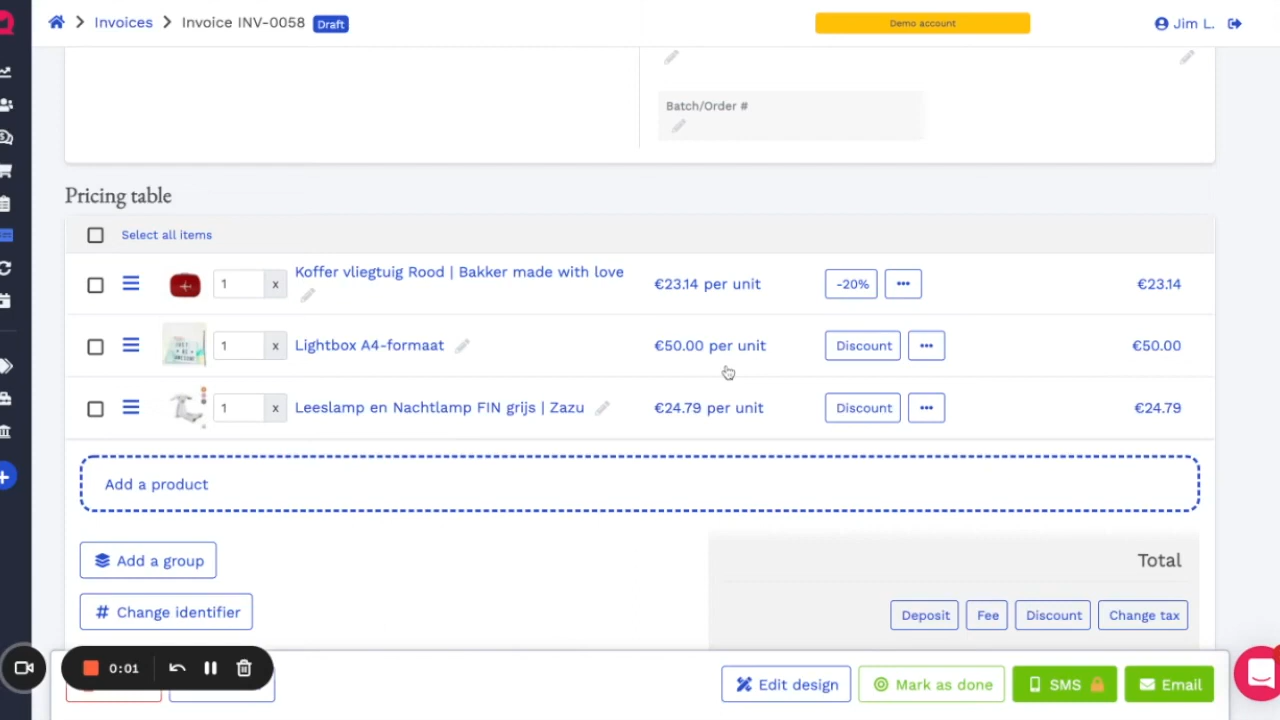 Invoices
Invoice INV-0058
Draft
Demo account
Jim L.
Batch/Order #
Pricing table
Select all items
1 x Koffer vliegtuig Rood | Bakker made with love €23.14 per unit -20% ••• €23.14
1 x Lightbox A4-formaat €50.00 per unit Discount ••• €50.00
1 x Leeslamp en Nachtlamp FIN grijs | Zazu €24.79 per unit Discount ••• €24.79
Add a product
Add a group
Total
# Change identifier
Deposit Fee Discount Change tax
0:01
Edit design
Mark as done
SMS
Email